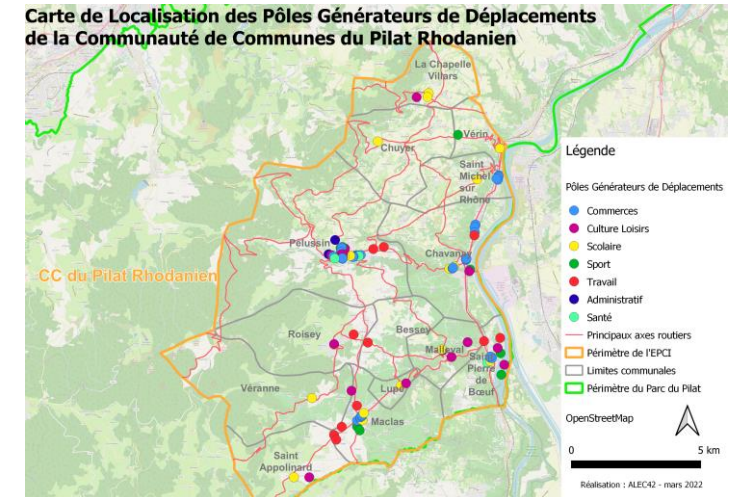 Carte de Localisation des Pôles Générateurs de Déplacements
de la Communauté de Communes du Pilat Rhodanien
La Chapelle
Villars
Vérin
Chuyer
Saint
Michel
sur
Rhône
Pélussin
Chavanay
CC du Pilat Rhodanien
Roisey
Bessey
Malleval
Saint
Pierre
de
Bœuf
Véranne
Lupé
Maclas
Saint
Appolinard
Légende
Pôles Générateurs de Déplacements
Commerces
Culture Loisirs
Scolaire
Sport
Travail
Administratif
Santé
Principaux axes routiers
Périmètre de l'EPCI
Limites communales
Périmètre du Parc du Pilat
OpenStreetMap
0 5 km
Réalisation : ALEC42 - mars 2022